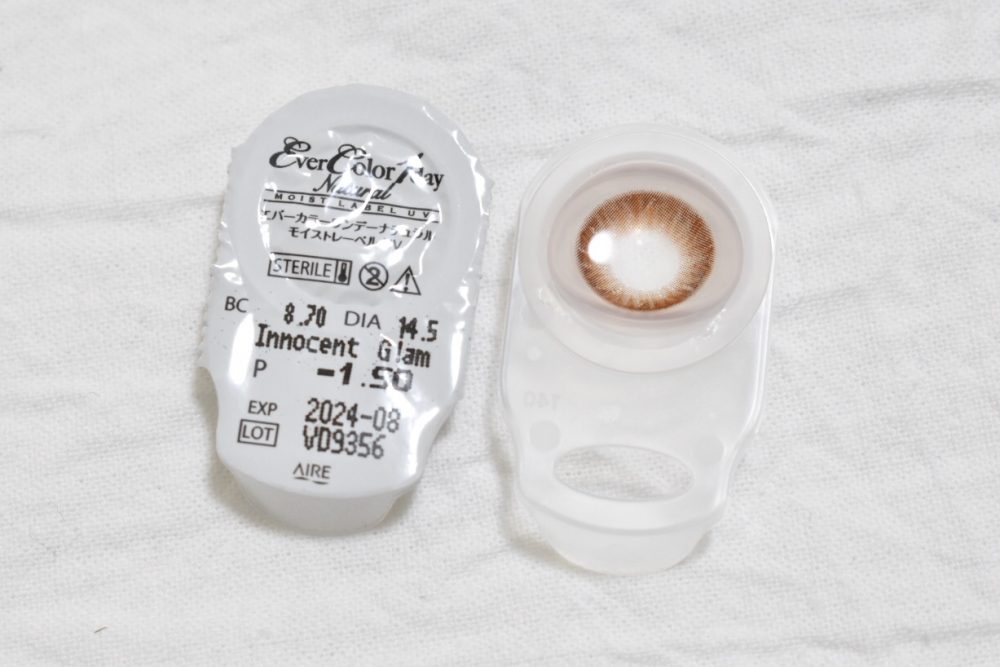 EverColor1day
Natural
MOIST LABEL UV
エバーカラーワンデーナチュラル
モイストレーベルUV
STERILE
2
BC 8.70 DIA 14.5
Innocent Glam
P -1.50
EXP 2024-08
LOT VD9356
AIRE
140